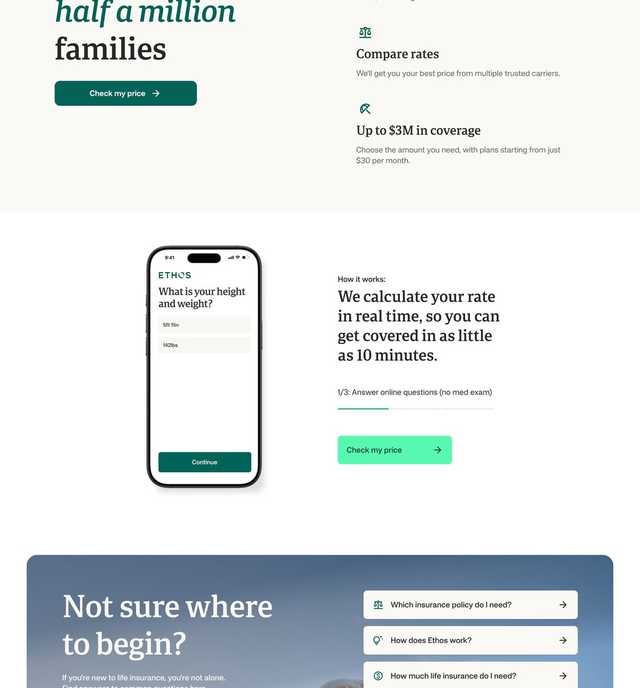 half a million
families
Check my price
Compare rates
We'll get you your best price from multiple trusted carriers.
Up to $3M in coverage
Choose the amount you need, with plans starting from just
$30 per month.
9:41
ETHOS
What is your height
and weight?
5ft 11in
142lbs
Continue
How it works:
We calculate your rate
in real time, so you can
get covered in as little
as 10 minutes.
1/3: Answer online questions (no med exam)
Check my price
Not sure where
to begin?
If you're new to life insurance, you're not alone.
Which insurance policy do I need?
How does Ethos work?
How much life insurance do I need?